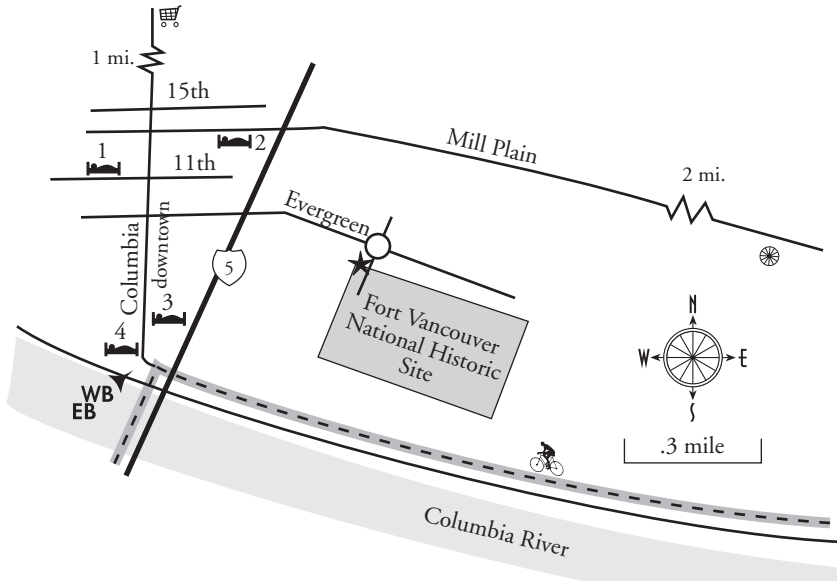 1 mi.
15th
2
Mill Plain
1
11th
2 mi.
Evergreen
Columbia
downtown
5
3
Fort Vancouver
National Historic
Site
4
N
W
E
S
WB
EB
.3 mile
Columbia River